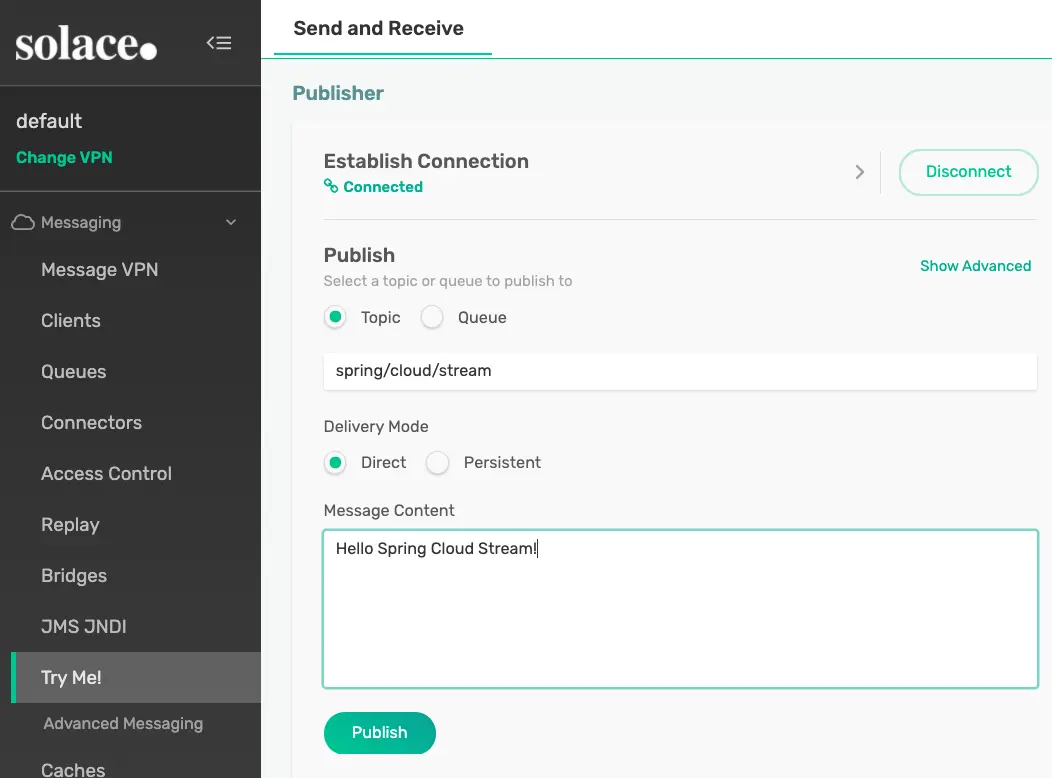 solace.
default
Change VPN
Messaging
Message VPN
Clients
Queues
Connectors
Access Control
Replay
Bridges
JMS JNDI
Try Me!
Advanced Messaging
Caches
Send and Receive
Publisher
Establish Connection
Connected
Disconnect
Publish
Select a topic or queue to publish to
Show Advanced
Topic Queue
spring/cloud/stream
Delivery Mode
Direct Persistent
Message Content
Hello Spring Cloud Stream!
Publish